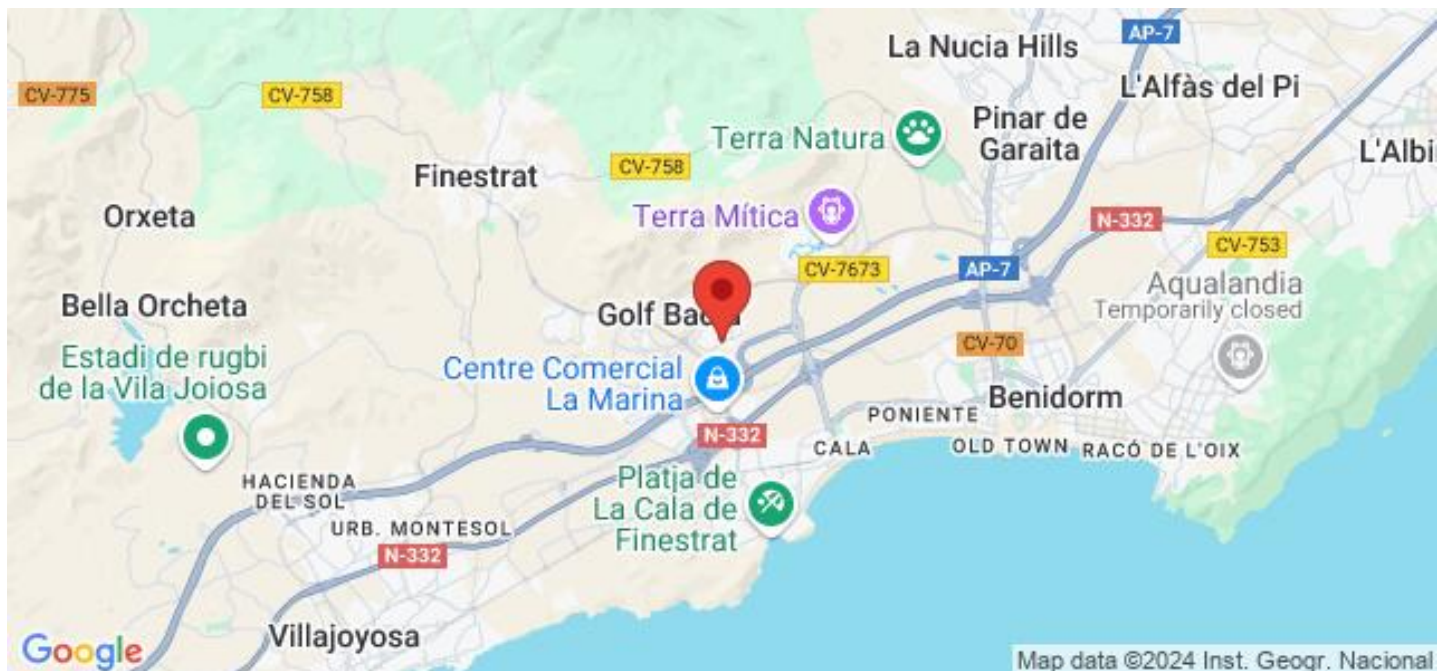 La Nucia Hills
AP-7
L'Alfàs del Pi
CV-775
CV-758
Terra Natura
Pinar de
Garaita
L'Albi
Finestrat
CV-758
Orxeta
Terra Mítica
N-332
CV-753
CV-7673
AP-7
Aqualandia
Temporarily closed
Bella Orcheta
Golf
Estadi de rugbi
de la Vila Joiosa
Centre Comercial
La Marina
CV-70
Benidorm
PONIENTE
N-332
CALA
OLD TOWN
RACÓ DE L'OIX
HACIENDA
DEL SOL
Platja de
La Cala de
Finestrat
URB. MONTESOL
N-332
Villajoyosa
Google
Map data ©2024 Inst. Geogr. Nacional